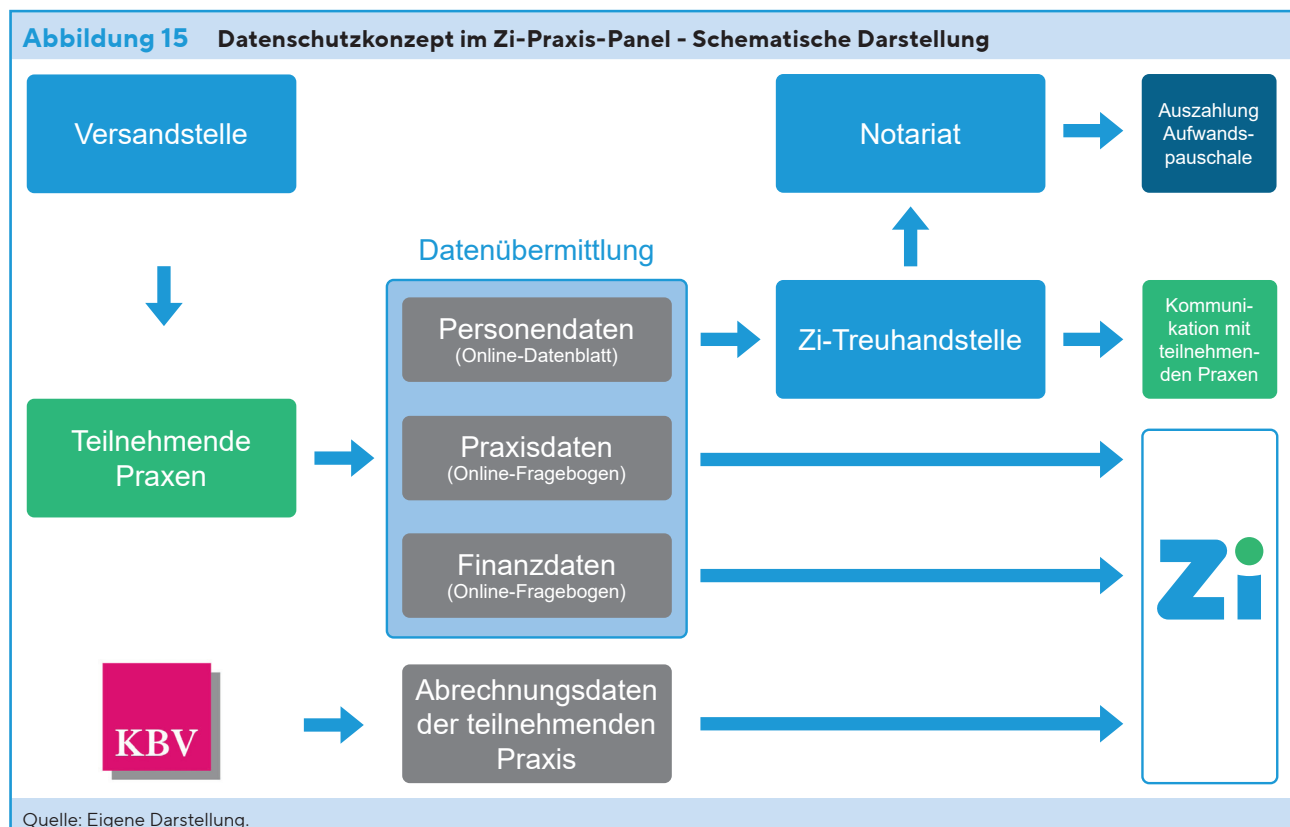 Abbildung 15 Datenschutzkonzept im Zi-Praxis-Panel - Schematische Darstellung
Versandstelle
Notariat
Auszahlung
Aufwands-
pauschale
Datenübermittlung
Personendaten
(Online-Datenblatt)
Zi-Treuhandstelle
Kommuni-
kation mit
teilnehmen-
den Praxen
Teilnehmende
Praxen
Praxisdaten
(Online-Fragebogen)
Finanzdaten
(Online-Fragebogen)
Zi
KBV
Abrechnungsdaten
der teilnehmenden
Praxis
Quelle: Eigene Darstellung.